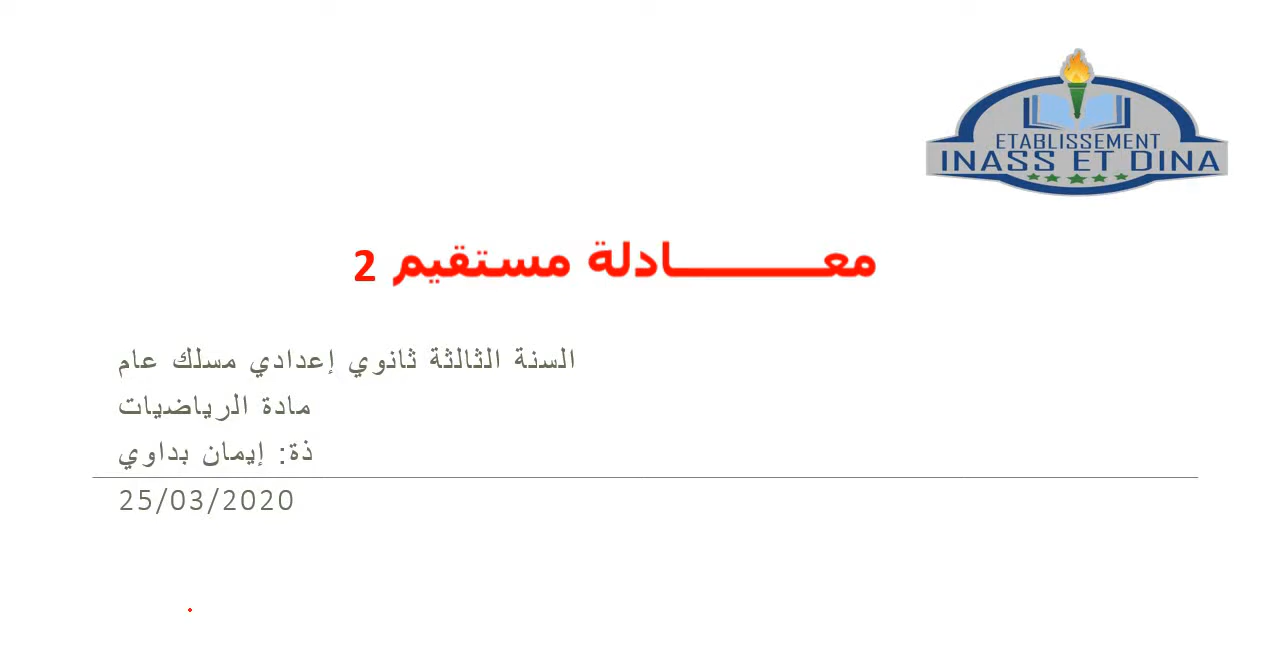 ETABLISSEMENT
INASS ET DINA
معـــــــــــادلة مستقيم 2
السنة الثالثة ثانوي إعدادي مسلك عام
مادة الرياضيات
ذة: إيمان بداوي
25/03/2020